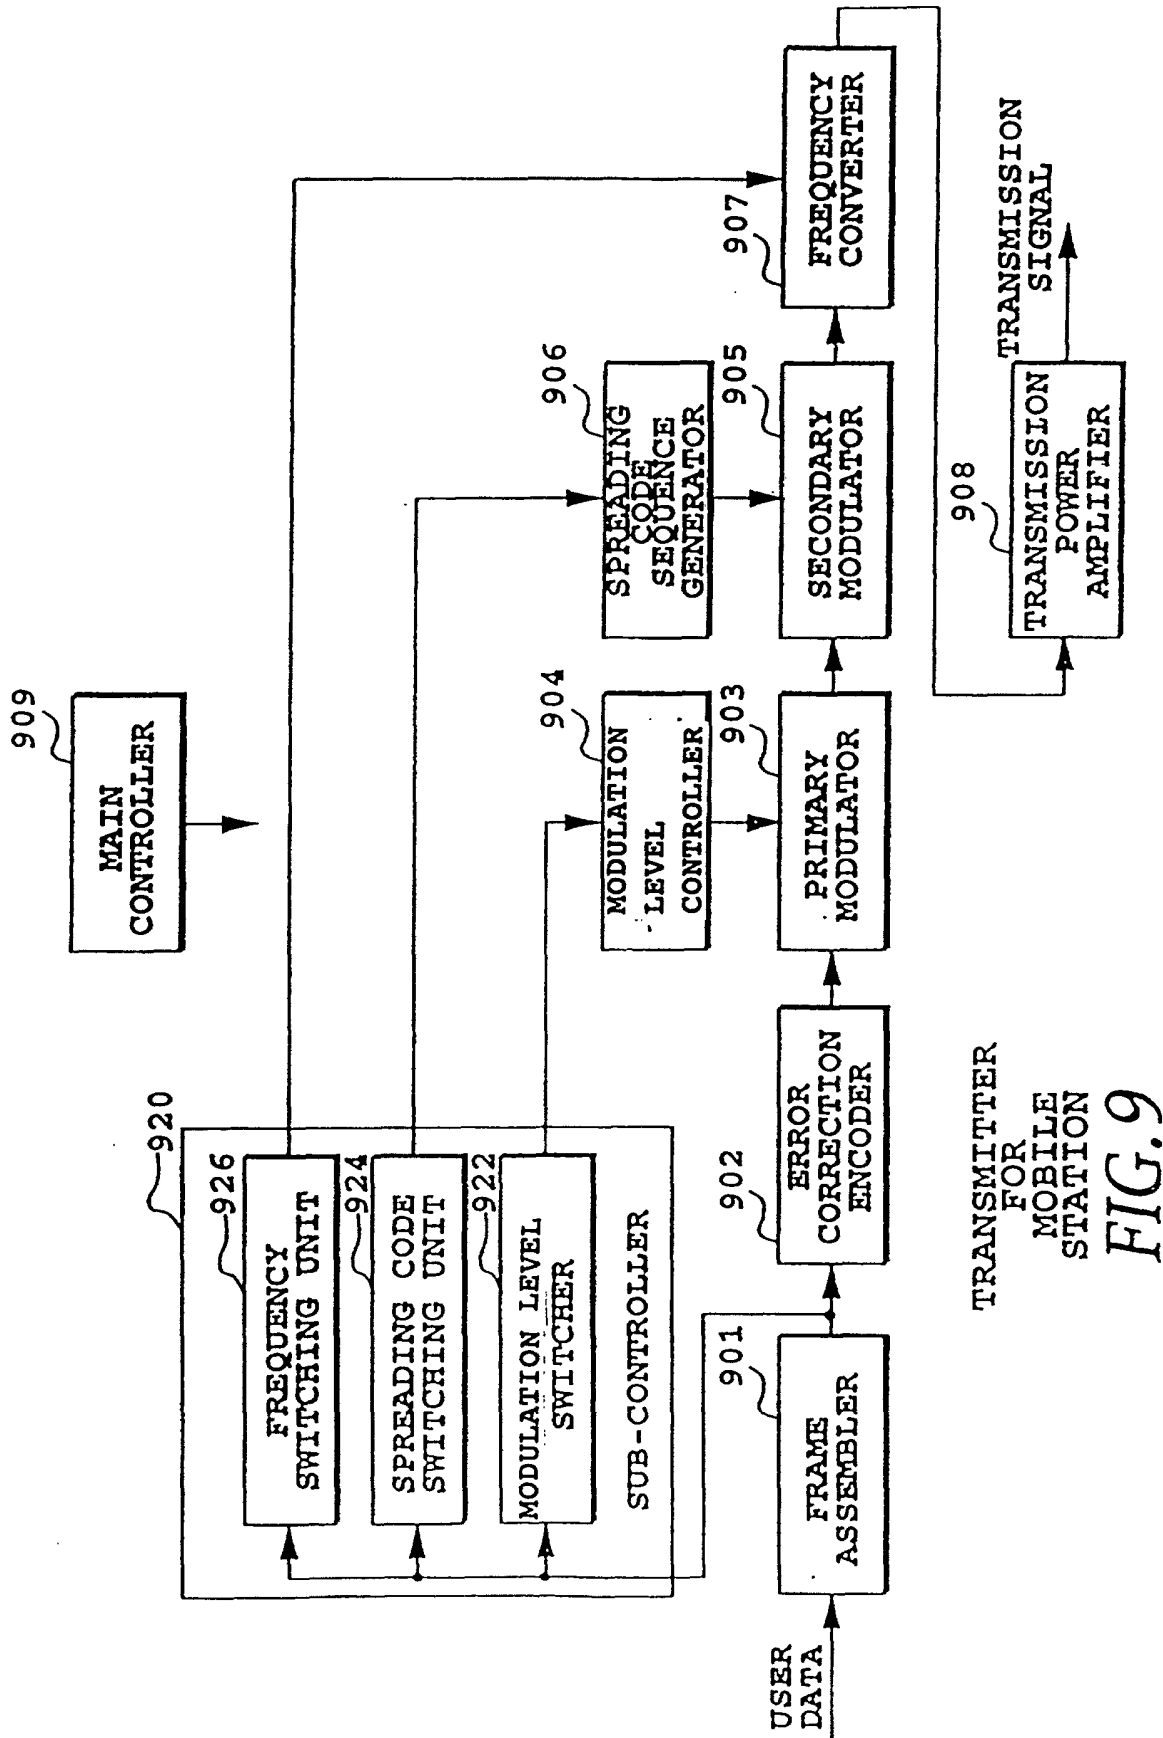 909
MAIN
CONTROLLER
920
926
FREQUENCY
SWITCHING UNIT
924
SPREADING CODE
SWITCHING UNIT
922
MODULATION LEVEL
SWITCHER
SUB-CONTROLLER
904
MODULATION
LEVEL
CONTROLLER
906
SPREADING
CODE
SEQUENCE
GENERATOR
USER
DATA
901
FRAME
ASSEMBLER
902
ERROR
CORRECTION
ENCODER
903
PRIMARY
MODULATOR
905
SECONDARY
MODULATOR
907
FREQUENCY
CONVERTER
908
TRANSMISSION
POWER
AMPLIFIER
TRANSMISSION
SIGNAL
TRANSMITTER
FOR
MOBILE
STATION
FIG.9